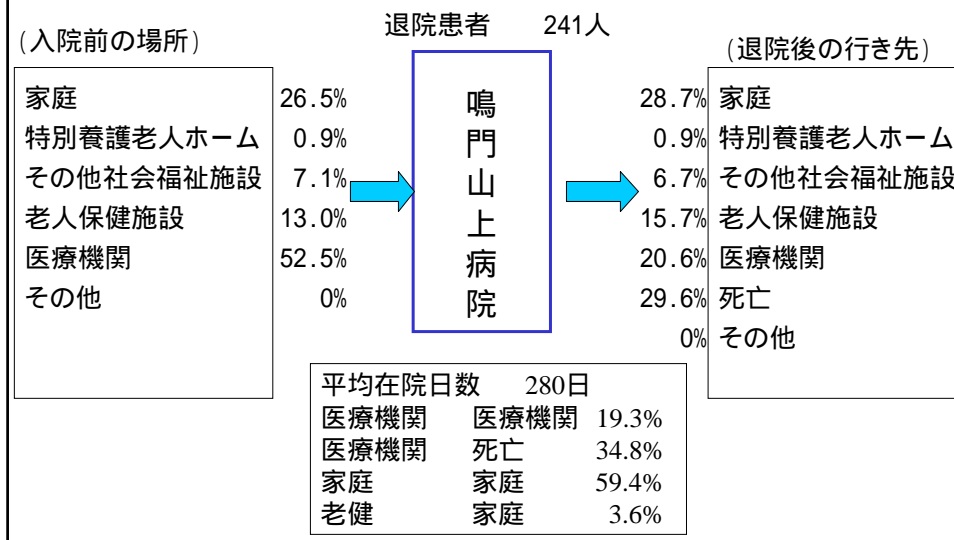 退院患者 241人
(入院前の場所)
家庭 26.5%
特別養護老人ホーム 0.9%
その他社会福祉施設 7.1%
老人保健施設 13.0%
医療機関 52.5%
その他 0%
鳴門山上病院
(退院後の行き先)
28.7% 家庭
0.9% 特別養護老人ホーム
6.7% その他社会福祉施設
15.7% 老人保健施設
20.6% 医療機関
29.6% 死亡
0% その他
平均在院日数 280日
医療機関 医療機関 19.3%
医療機関 死亡 34.8%
家庭 家庭 59.4%
老健 家庭 3.6%